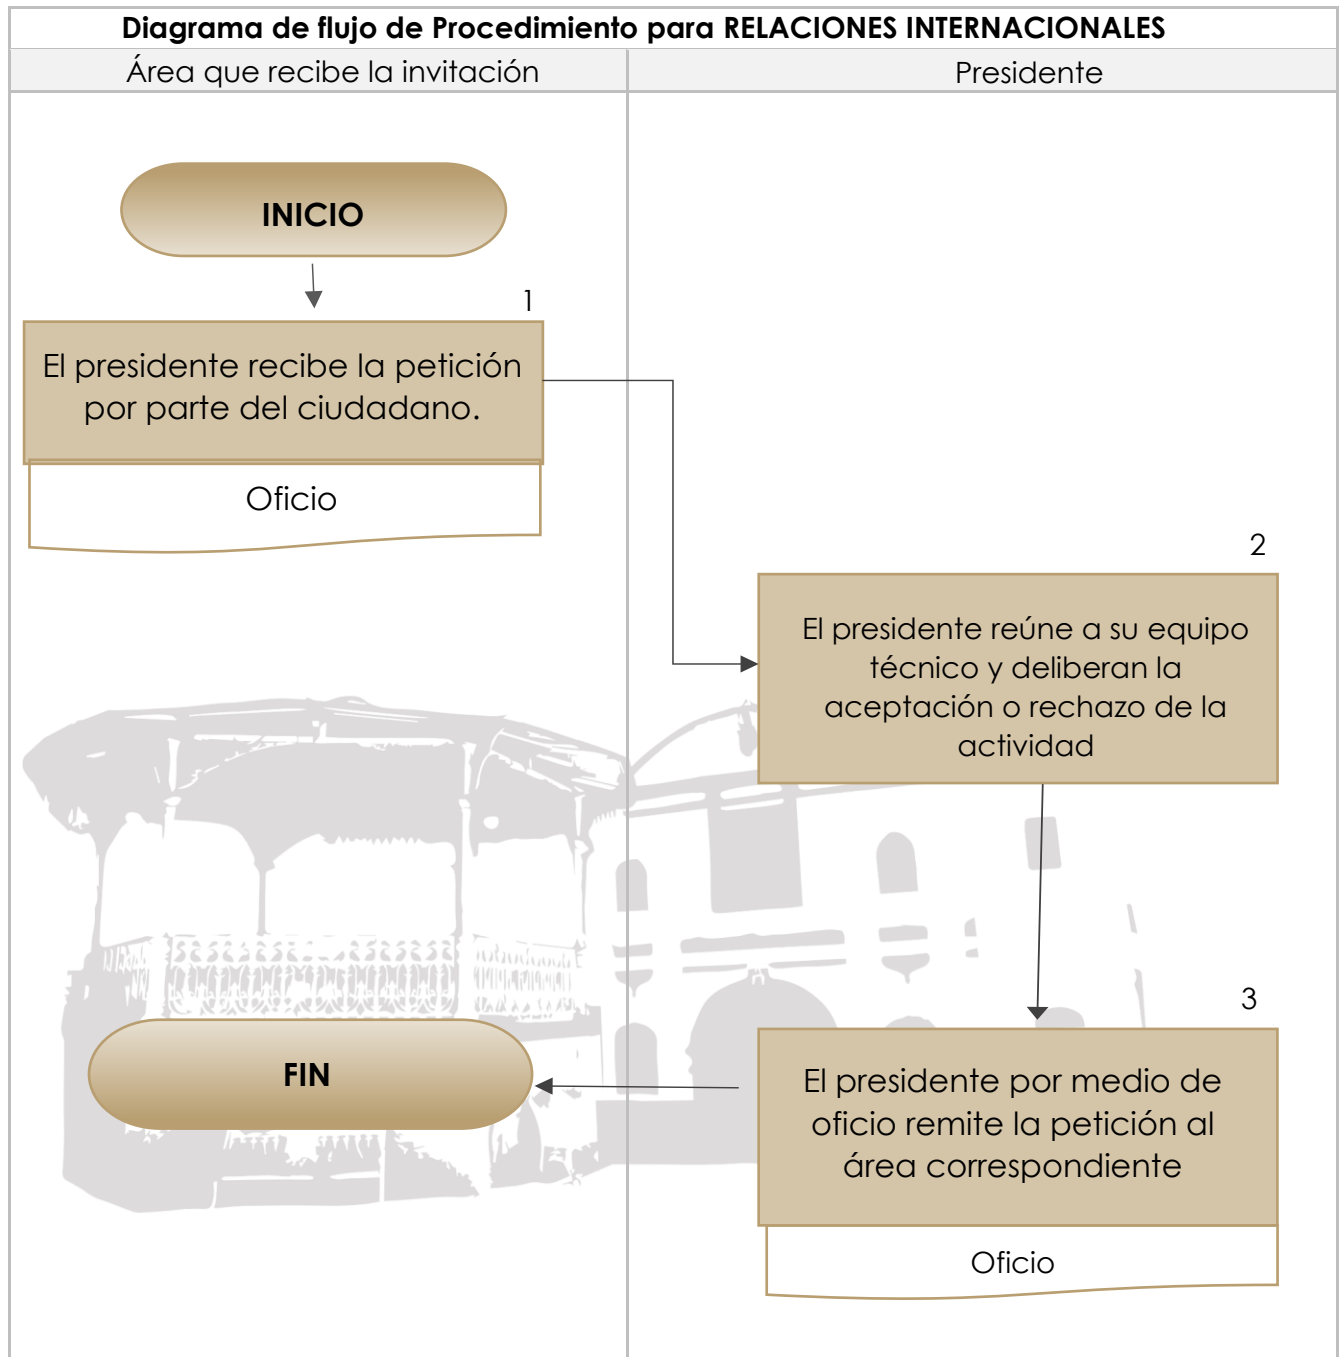 Diagrama de flujo de Procedimiento para RELACIONES INTERNACIONALES
Área que recibe la invitación
Presidente
INICIO
1
El presidente recibe la petición
por parte del ciudadano.
Oficio
2
El presidente reúne a su equipo
técnico y deliberan la
aceptación o rechazo de la
actividad
3
El presidente por medio de
oficio remite la petición al
área correspondiente
Oficio
FIN